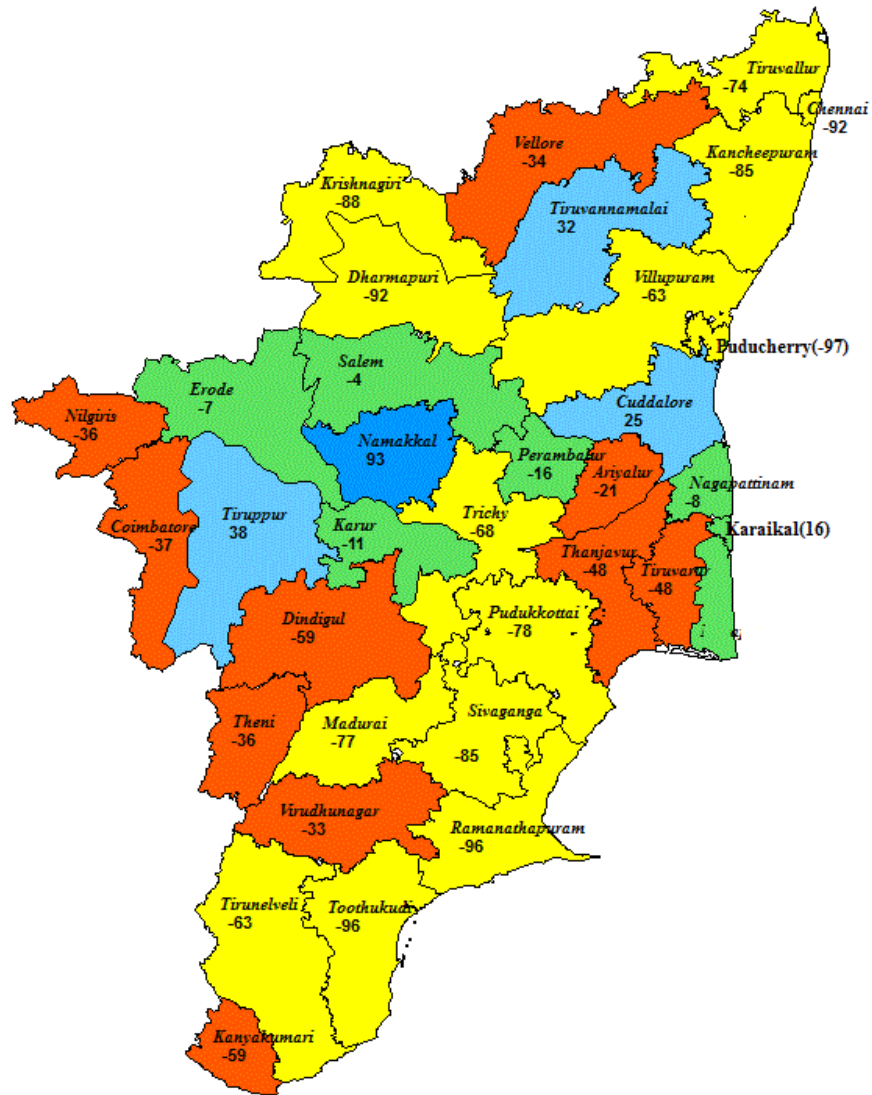 Tiruvallur
-74
Chennai
-92
Vellore
-34
Kancheepuram
-85
Krishnagiri
-88
Tiruvannamalai
32
Dharmapuri
-92
Villupuram
-63
Puducherry(-97)
Salem
-4
Erode
-7
Cuddalore
25
Nilgiris
-36
Namakkal
93
Perambalur
-16
Ariyalur
-21
Nagapattinam
-8
Tiruppur
38
Trichy
-68
Coimbatore
-37
Karur
-11
Karaikal(16)
Thanjavur
-48
Tiruvarur
-48
Dindigul
-59
Pudukkottai
-78
Theni
-36
Madurai
-77
Sivaganga
-85
Virudhunagar
-33
Ramanathapuram
-96
Tirunelveli
-63
Toothukudi
-96
Kanyakumari
-59